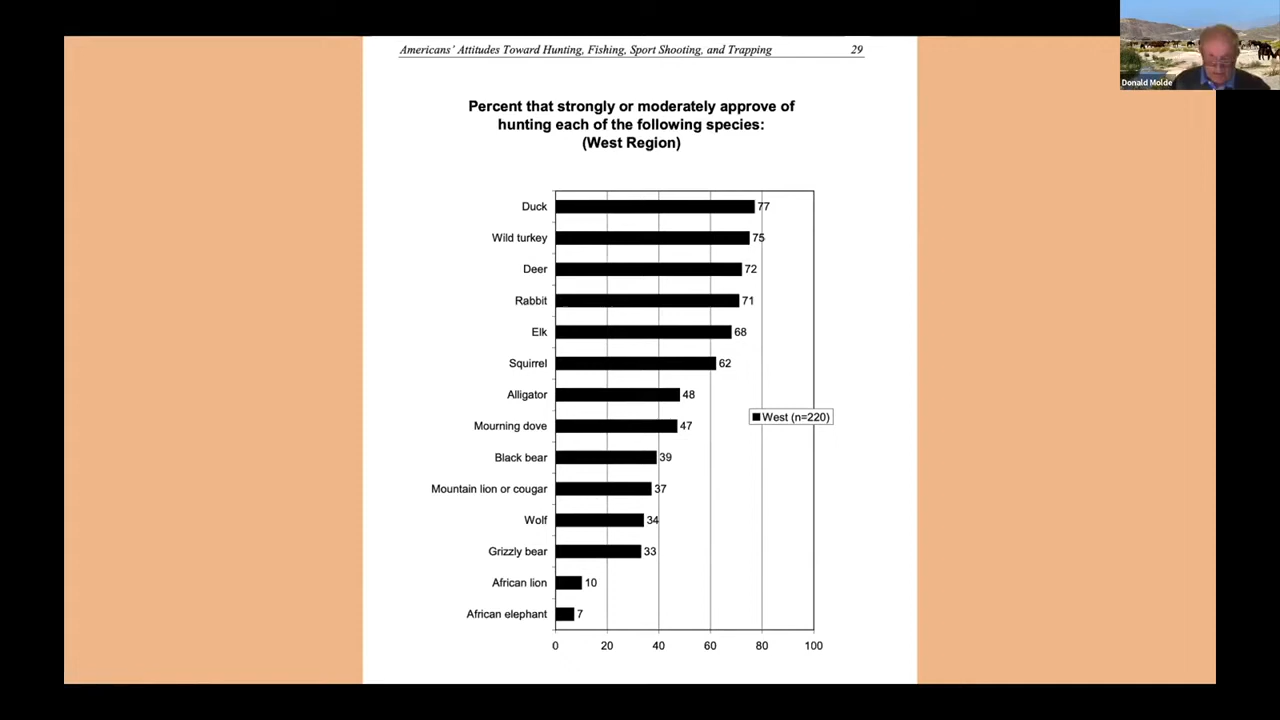 Americans' Attitudes Toward Hunting, Fishing, Sport Shooting, and Trapping 29
Donald Molde
Percent that strongly or moderately approve of
hunting each of the following species:
(West Region)
Duck 77
Wild turkey 75
Deer 72
Rabbit 71
Elk 68
Squirrel 62
Alligator 48
West (n=220)
Mourning dove 47
Black bear 39
Mountain lion or cougar 37
Wolf 34
Grizzly bear 33
African lion 10
African elephant 7
0 20 40 60 80 100